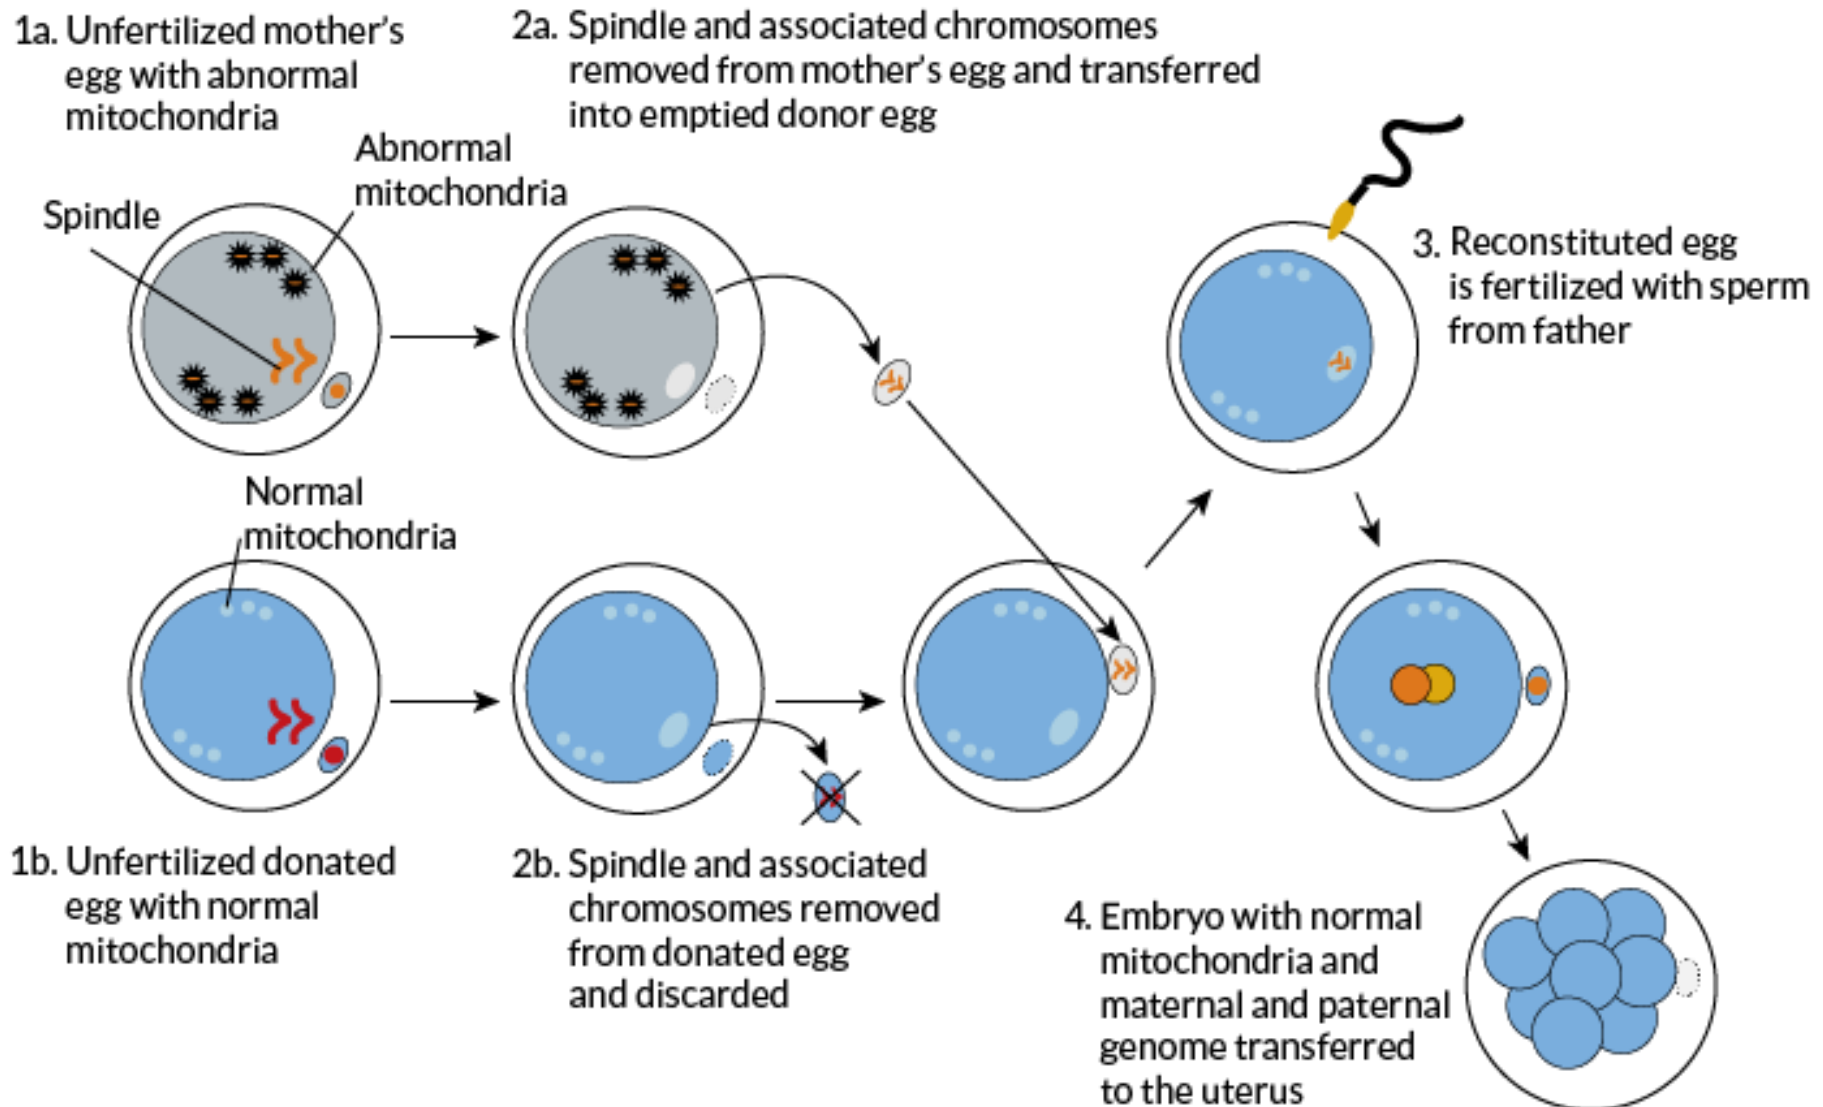 1a. Unfertilized mother's
egg with abnormal
mitochondria
2a. Spindle and associated chromosomes
removed from mother's egg and transferred
into emptied donor egg
Abnormal
mitochondria
Spindle
3. Reconstituted egg
is fertilized with sperm
from father
Normal
mitochondria
1b. Unfertilized donated
egg with normal
mitochondria
2b. Spindle and associated
chromosomes removed
from donated egg
and discarded
4. Embryo with normal
mitochondria and
maternal and paternal
genome transferred
to the uterus